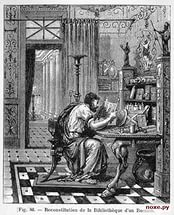 Fig. 86. — Reconstitution de la Bibliothèque d'un Romain.
noxe.py